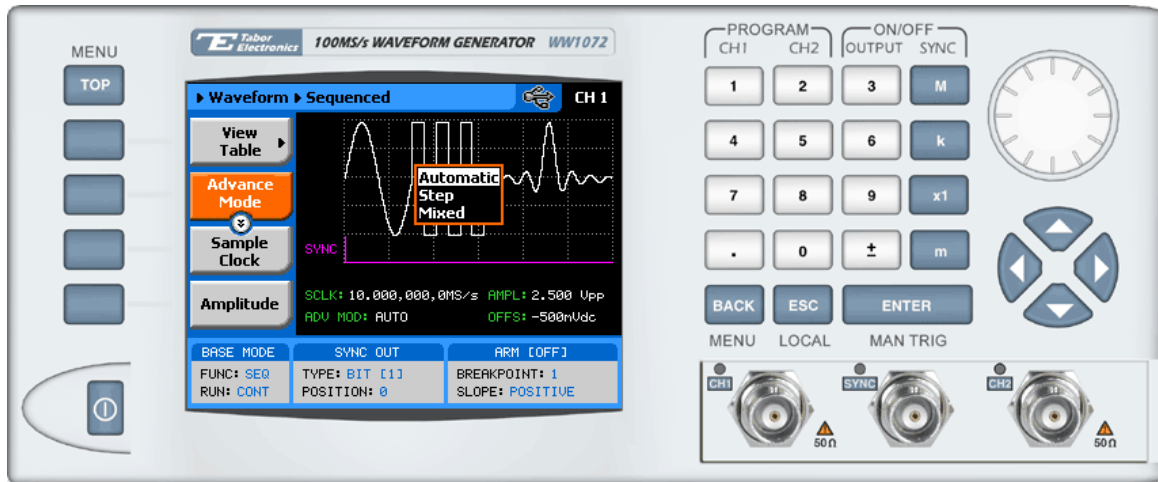 MENU
TOP
Tabor
Electronics
100MS/s WAVEFORM GENERATOR WW1072
▸ Waveform ▸ Sequenced
CH 1
View
Table
Advance
Mode
Sample
Clock
Amplitude
Automatic
Step
Mixed
SYNC
SCLK: 10.000,000,0MS/s AMPL: 2.500 Vpp
ADV MOD: AUTO OFFS: -500mVdc
BASE MODE
FUNC: SEQ
RUN: CONT
SYNC OUT
TYPE: BIT [1]
POSITION: 0
ARM [OFF]
BREAKPOINT: 1
SLOPE: POSITIVE
PROGRAM
CH1 CH2
ON/OFF
OUTPUT SYNC
1 2 3 M
4 5 6 k
7 8 9 x1
. 0 ± m
BACK ESC ENTER
MENU LOCAL MAN TRIG
CH1 SYNC CH2
50Ω 50Ω